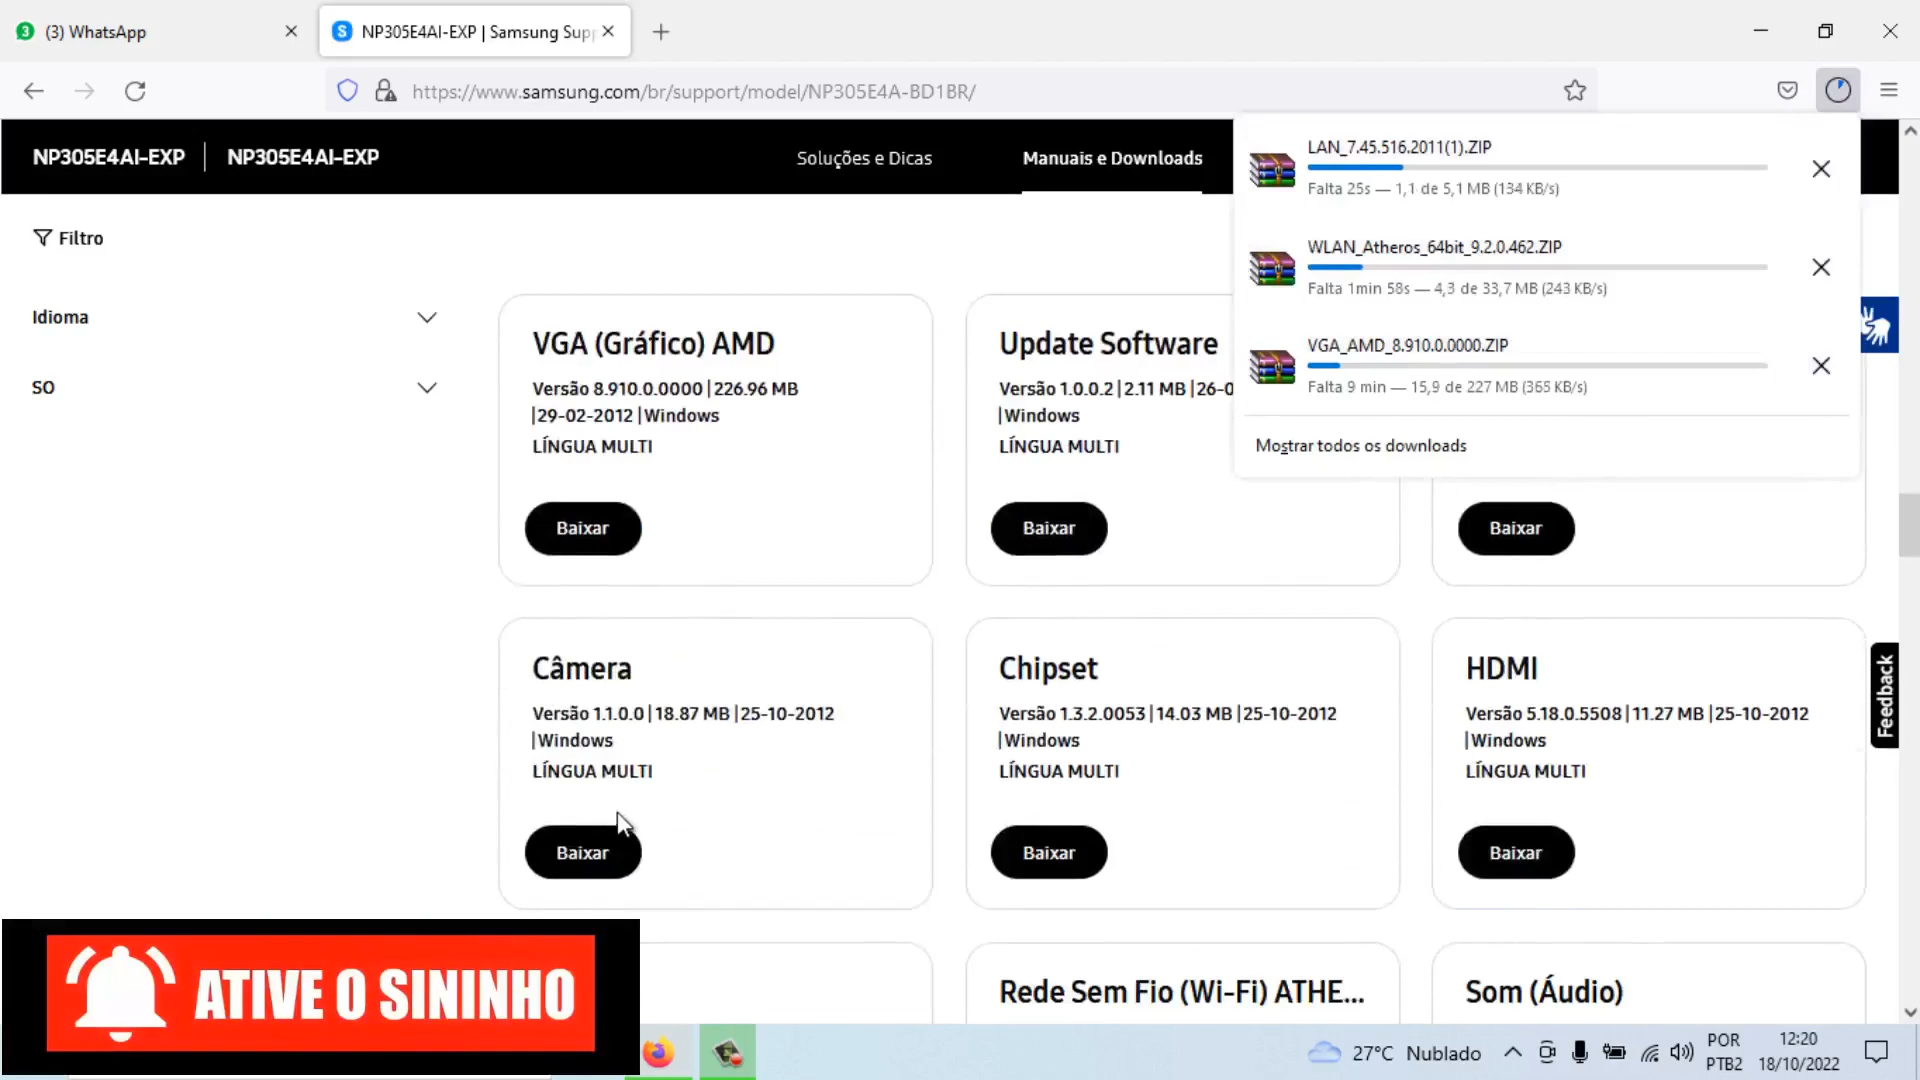 3
(3) WhatsApp
S
NP305E4AI-EXP | Samsung Supp
https://www.samsung.com/br/support/model/NP305E4A-BD1BR/
NP305E4AI-EXP
NP305E4AI-EXP
Soluções e Dicas
Manuais e Downloads
LAN_7.45.516.2011(1).ZIP
Falta 25s — 1,1 de 5,1 MB (134 KB/s)
WLAN_Atheros_64bit_9.2.0.462.ZIP
Falta 1min 58s — 4,3 de 33,7 MB (243 KB/s)
VGA_AMD_8.910.0.0000.ZIP
Falta 9 min — 15,9 de 227 MB (365 KB/s)
Mostrar todos os downloads
Filtro
Idioma
SO
VGA (Gráfico) AMD
Versão 8.910.0.0000 | 226.96 MB
|29-02-2012 | Windows
LÍNGUA MULTI
Baixar
Update Software
Versão 1.0.0.2 | 2.11 MB | 26-0
|Windows
LÍNGUA MULTI
Baixar
Baixar
Câmera
Versão 1.1.0.0 | 18.87 MB | 25-10-2012
|Windows
LÍNGUA MULTI
Baixar
Chipset
Versão 1.3.2.0053 | 14.03 MB | 25-10-2012
|Windows
LÍNGUA MULTI
Baixar
HDMI
Versão 5.18.0.5508 | 11.27 MB | 25-10-2012
|Windows
LÍNGUA MULTI
Baixar
Feedback
Rede Sem Fio (Wi-Fi) ATHE...
Som (Áudio)
ATIVE O SININHO
27°C Nublado
POR
PTB2
12:20
18/10/2022